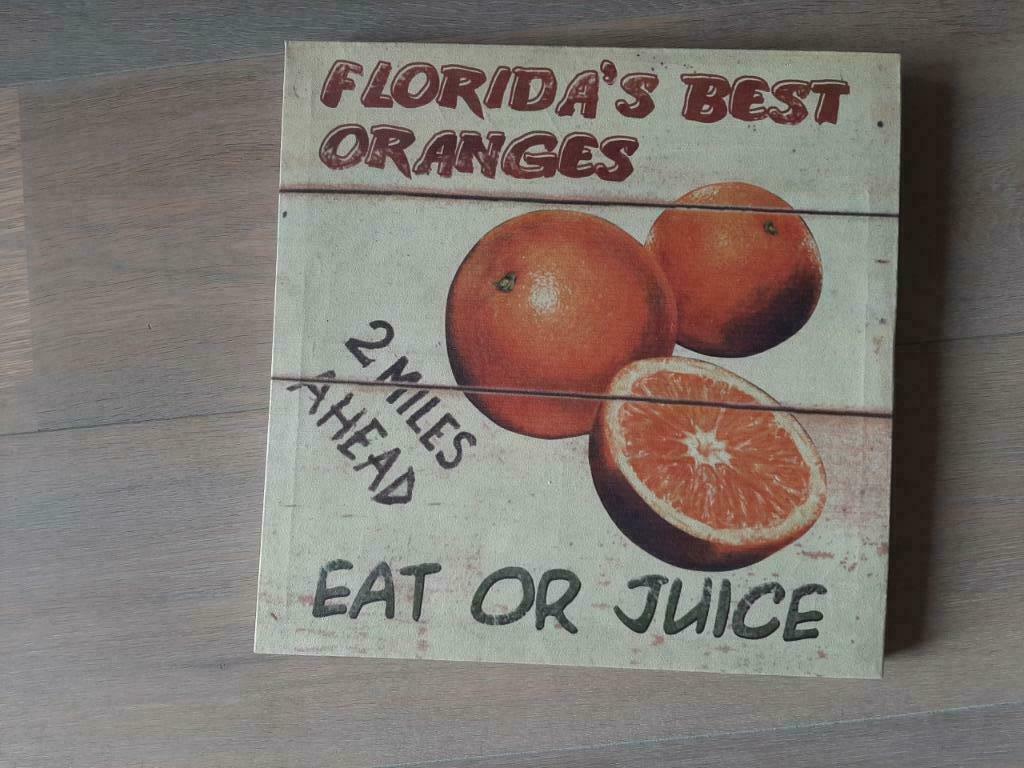 FLORIDA'S BEST
ORANGES
2 MILES
AHEAD
EAT OR JUICE